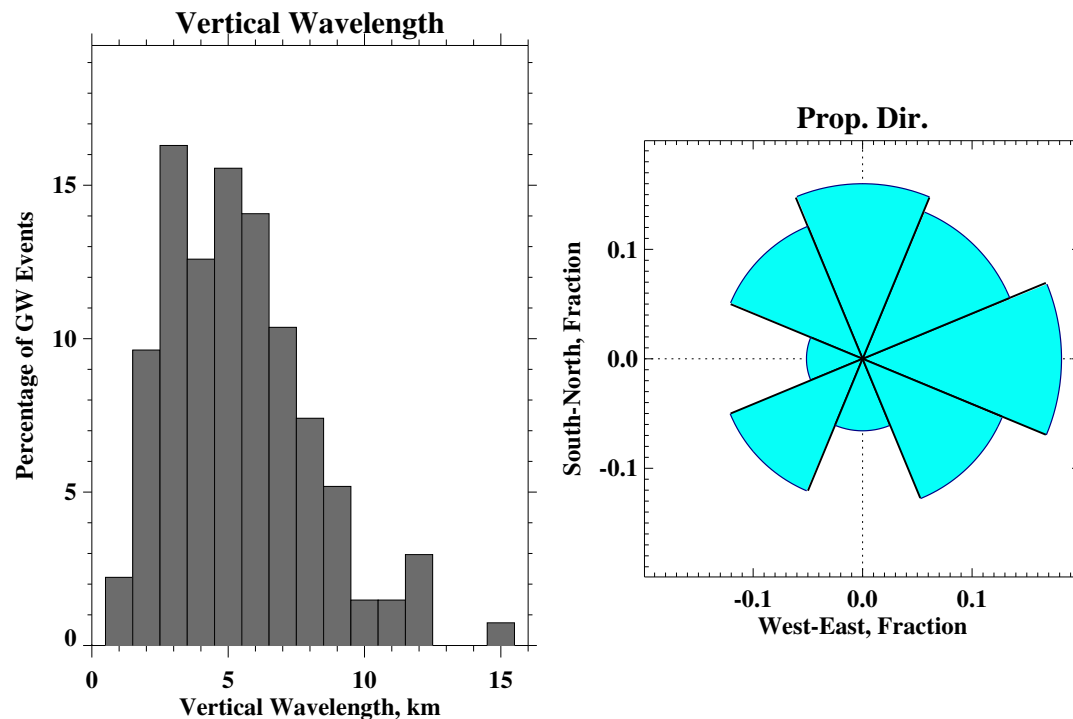 Vertical Wavelength
Percentage of GW Events
15
10
5
0
0 5 10 15
Vertical Wavelength, km
Prop. Dir.
South-North, Fraction
0.1
0.0
-0.1
-0.1 0.0 0.1
West-East, Fraction